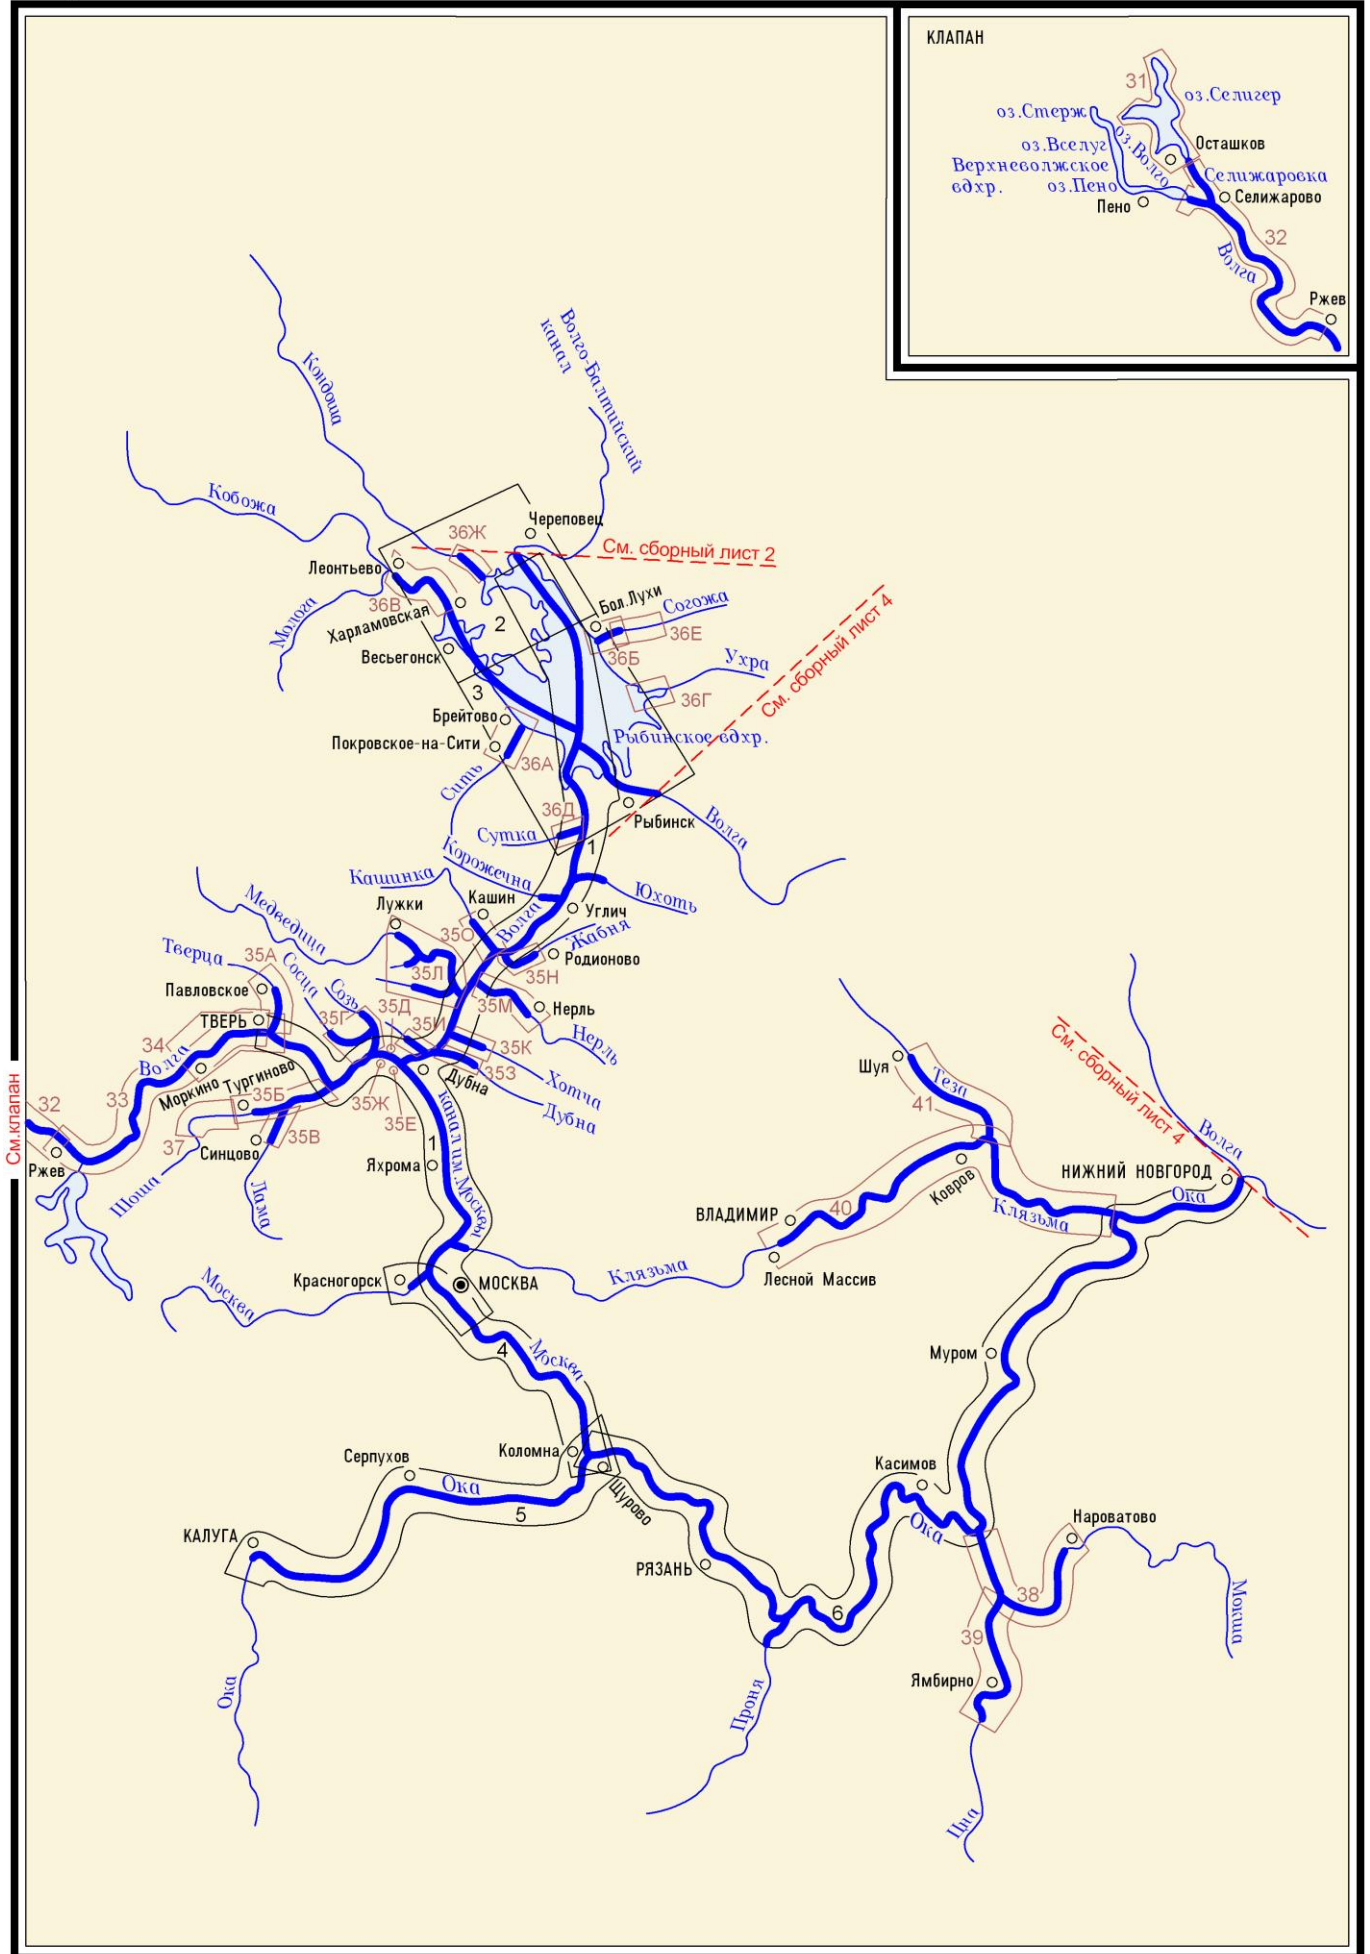 КЛАПАН
31
оз.Селигер
оз.Стерж
оз.Волго
Осташков
оз.Вселуг
Верхневолжское
вдхр.
оз.Пено
Селижаровка
Селижарово
Пено
32
Волга
Ржев
Кондоша
Волго-Балтийский
канал
Кобожа
Череповец
36Ж
См. сборный лист 2
Леонтьево
36В
Молога
Харламовская
2
Бол.Лухи
Согожа
36Е
36Б
См. сборный лист 4
Весьегонск
3
Ухра
36Г
Брейтово
Покровское-на-Сити
36А
Рыбинское вдхр.
Сить
36Д
Рыбинск
Волга
Сутка
1
Корожечна
Кашинка
Юхоть
Кашин
Лужки
Углич
Медведица
35О
Волга
Жабня
Родионово
35Н
Тверца
35А
Сосца
35Л
Павловское
Созь
35Д
35М
Нерль
ТВЕРЬ
35Г
35И
35К
Нерль
34
Волга
Моркино
Тургиново
353
Дубна
Хотча
Дубна
35Б
35Ж
35Е
канал им. Москвы
33
32
37
35В
Синцово
См.клапан
Ржев
Шоша
Лама
1
Яхрома
Шуя
Теза
41
См. сборный лист 4
Волга
НИЖНИЙ НОВГОРОД
Ока
Ковров
Клязьма
40
ВЛАДИМИР
Лесной Массив
Клязьма
Красногорск
МОСКВА
Москва
4
Москва
Муром
Коломна
Щурово
Серпухов
Ока
5
КАЛУГА
Касимов
Ока
РЯЗАНЬ
6
Нароватово
38
Мокша
39
Ямбирно
Ока
Проня
Цна